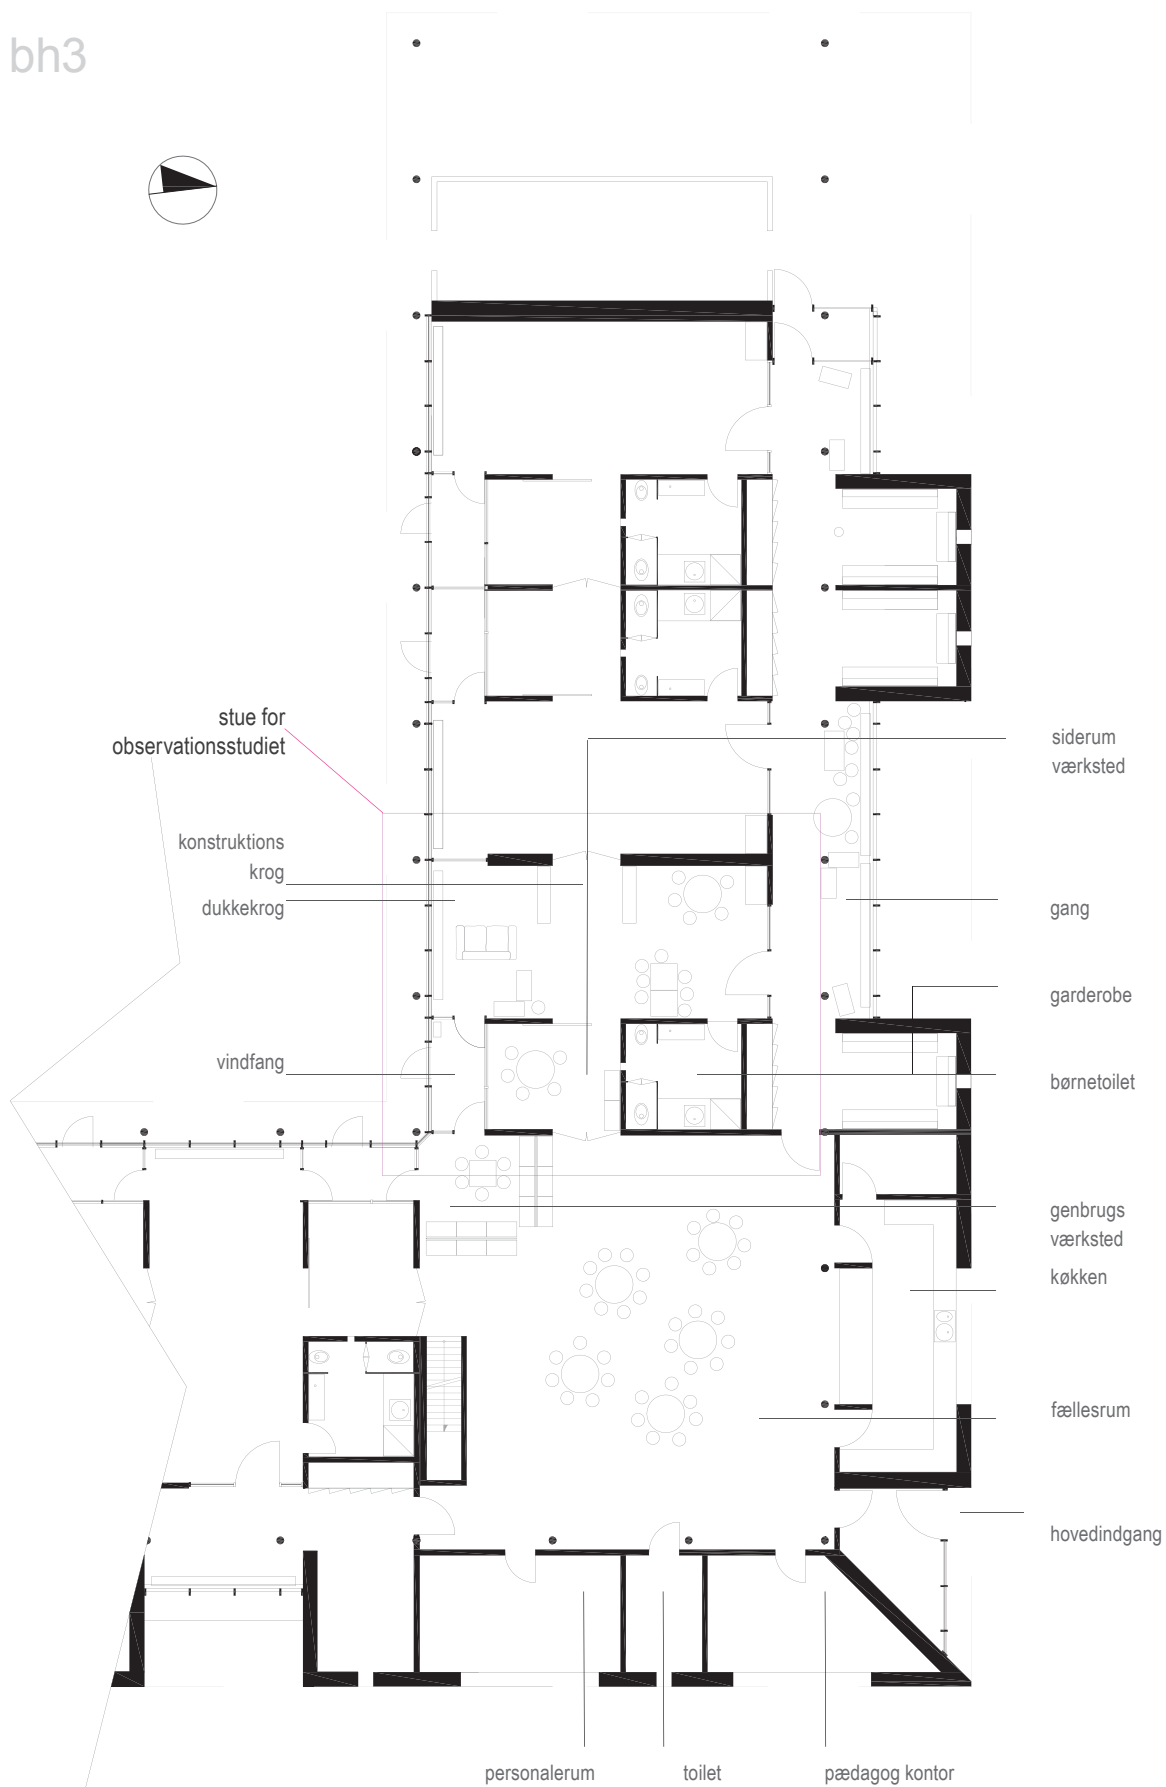 bh3
stue for
observationsstudiet
siderum
værksted
konstruktions
krog
dukkekrog
gang
garderobe
vindfang
børnetoilet
genbrugs
værksted
køkken
fællesrum
hovedindgang
personalerum
toilet
pædagog kontor